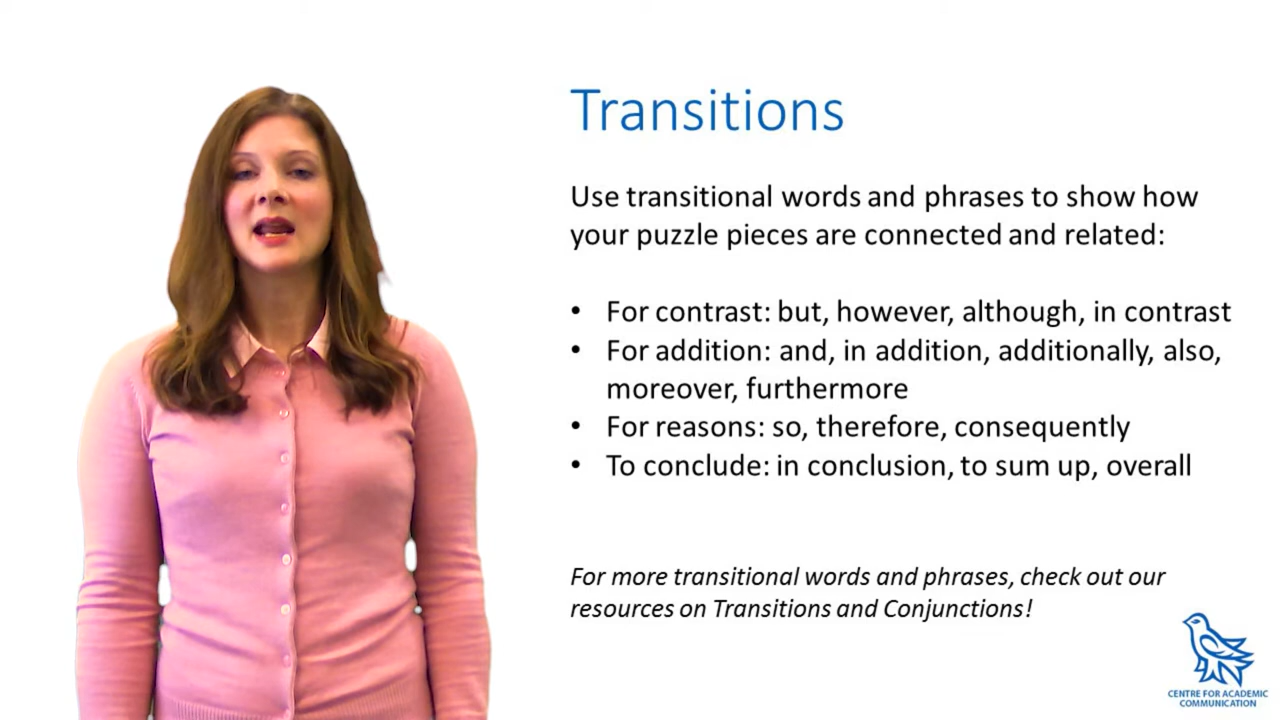 Transitions
Use transitional words and phrases to show how
your puzzle pieces are connected and related:
• For contrast: but, however, although, in contrast
• For addition: and, in addition, additionally, also,
moreover, furthermore
• For reasons: so, therefore, consequently
• To conclude: in conclusion, to sum up, overall
For more transitional words and phrases, check out our
resources on Transitions and Conjunctions!
CENTRE FOR ACADEMIC
COMMUNICATION